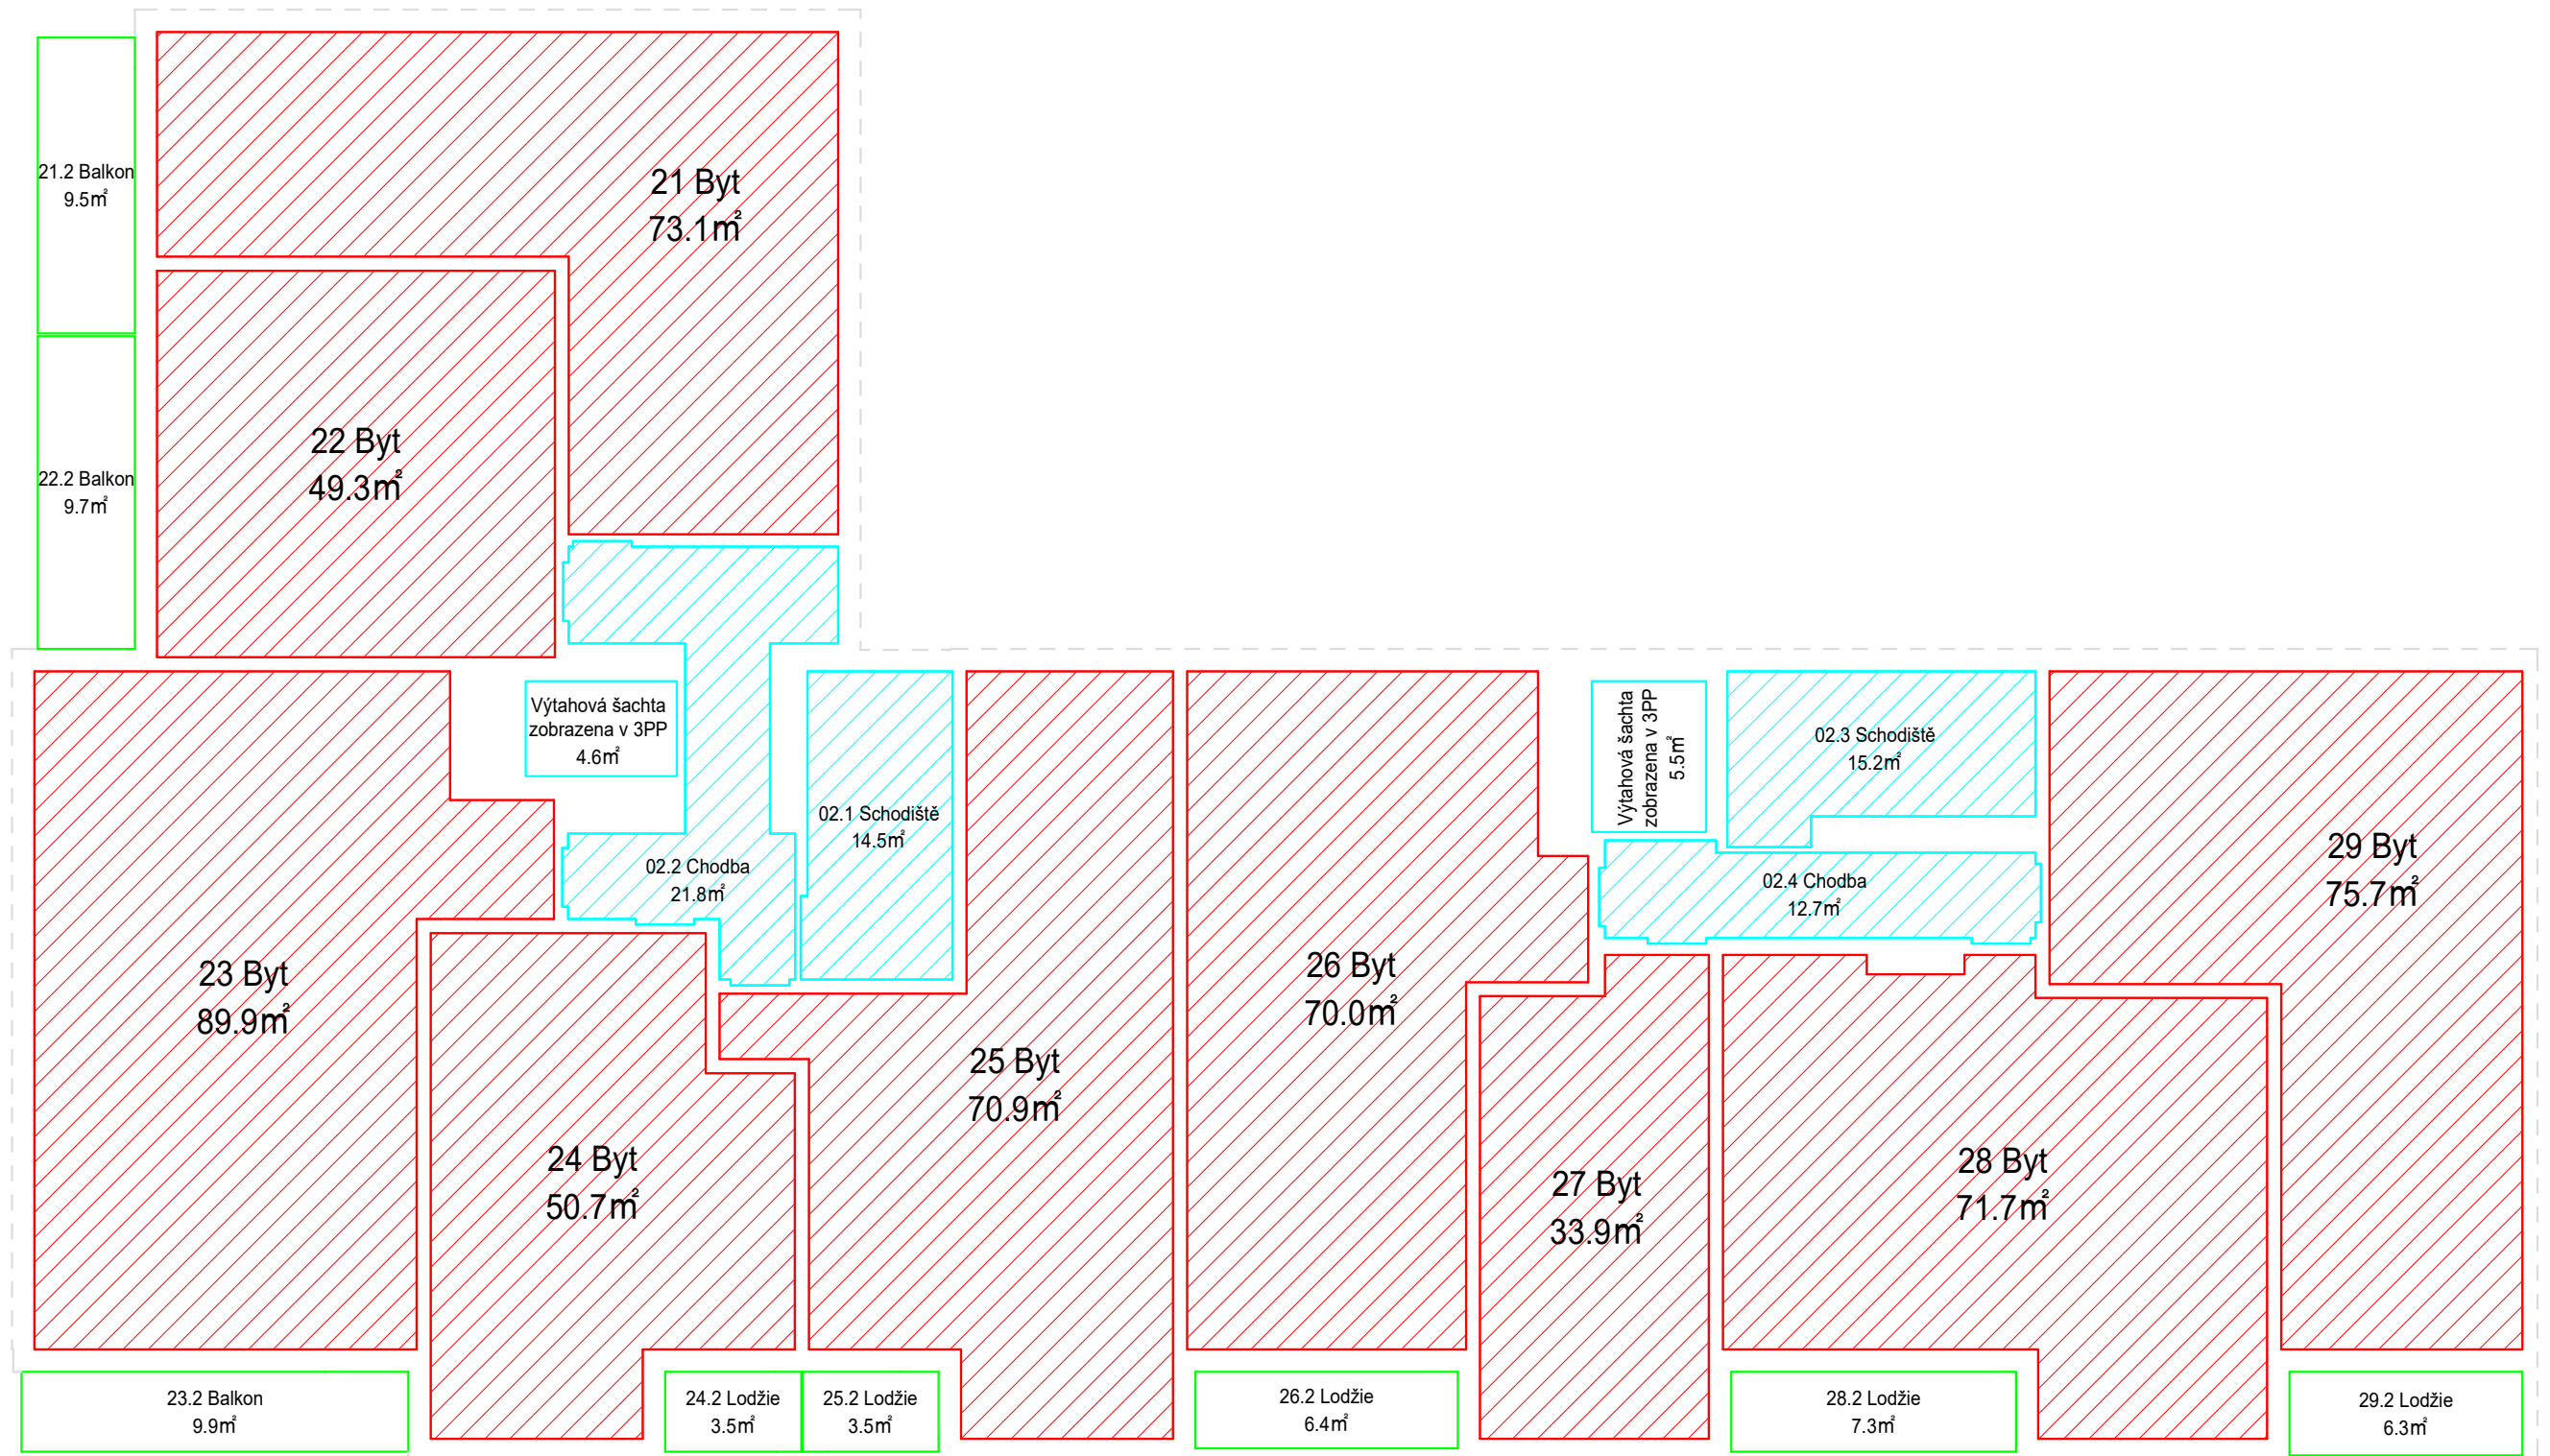 21.2 Balkon
9.5㎡
21 Byt
73.1㎡
22 Byt
49.3㎡
22.2 Balkon
9.7㎡
Výtahová šachta
zobrazena v 3PP
4.6㎡
02.1 Schodiště
14.5㎡
02.2 Chodba
21.8㎡
Výtahová šachta
zobrazena v 3PP
5.5㎡
02.3 Schodiště
15.2㎡
02.4 Chodba
12.7㎡
29 Byt
75.7㎡
23 Byt
89.9㎡
26 Byt
70.0㎡
25 Byt
70.9㎡
24 Byt
50.7㎡
27 Byt
33.9㎡
28 Byt
71.7㎡
23.2 Balkon
9.9㎡
24.2 Lodžie
3.5㎡
25.2 Lodžie
3.5㎡
26.2 Lodžie
6.4㎡
28.2 Lodžie
7.3㎡
29.2 Lodžie
6.3㎡